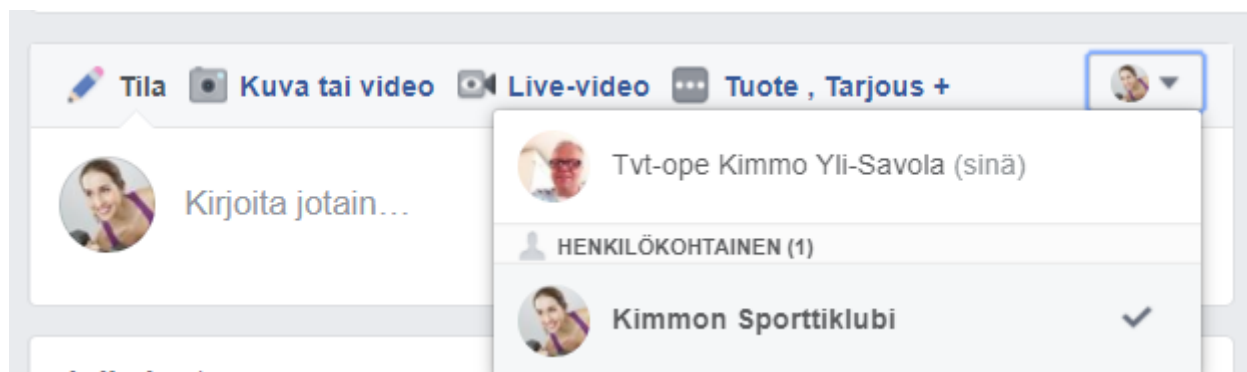 Tila Kuva tai video Live-video Tuote , Tarjous +
Kirjoita jotain...
Tvt-ope Kimmo Yli-Savola (sinä)
HENKILÖKOHTAINEN (1)
Kimmon Sporttiklubi